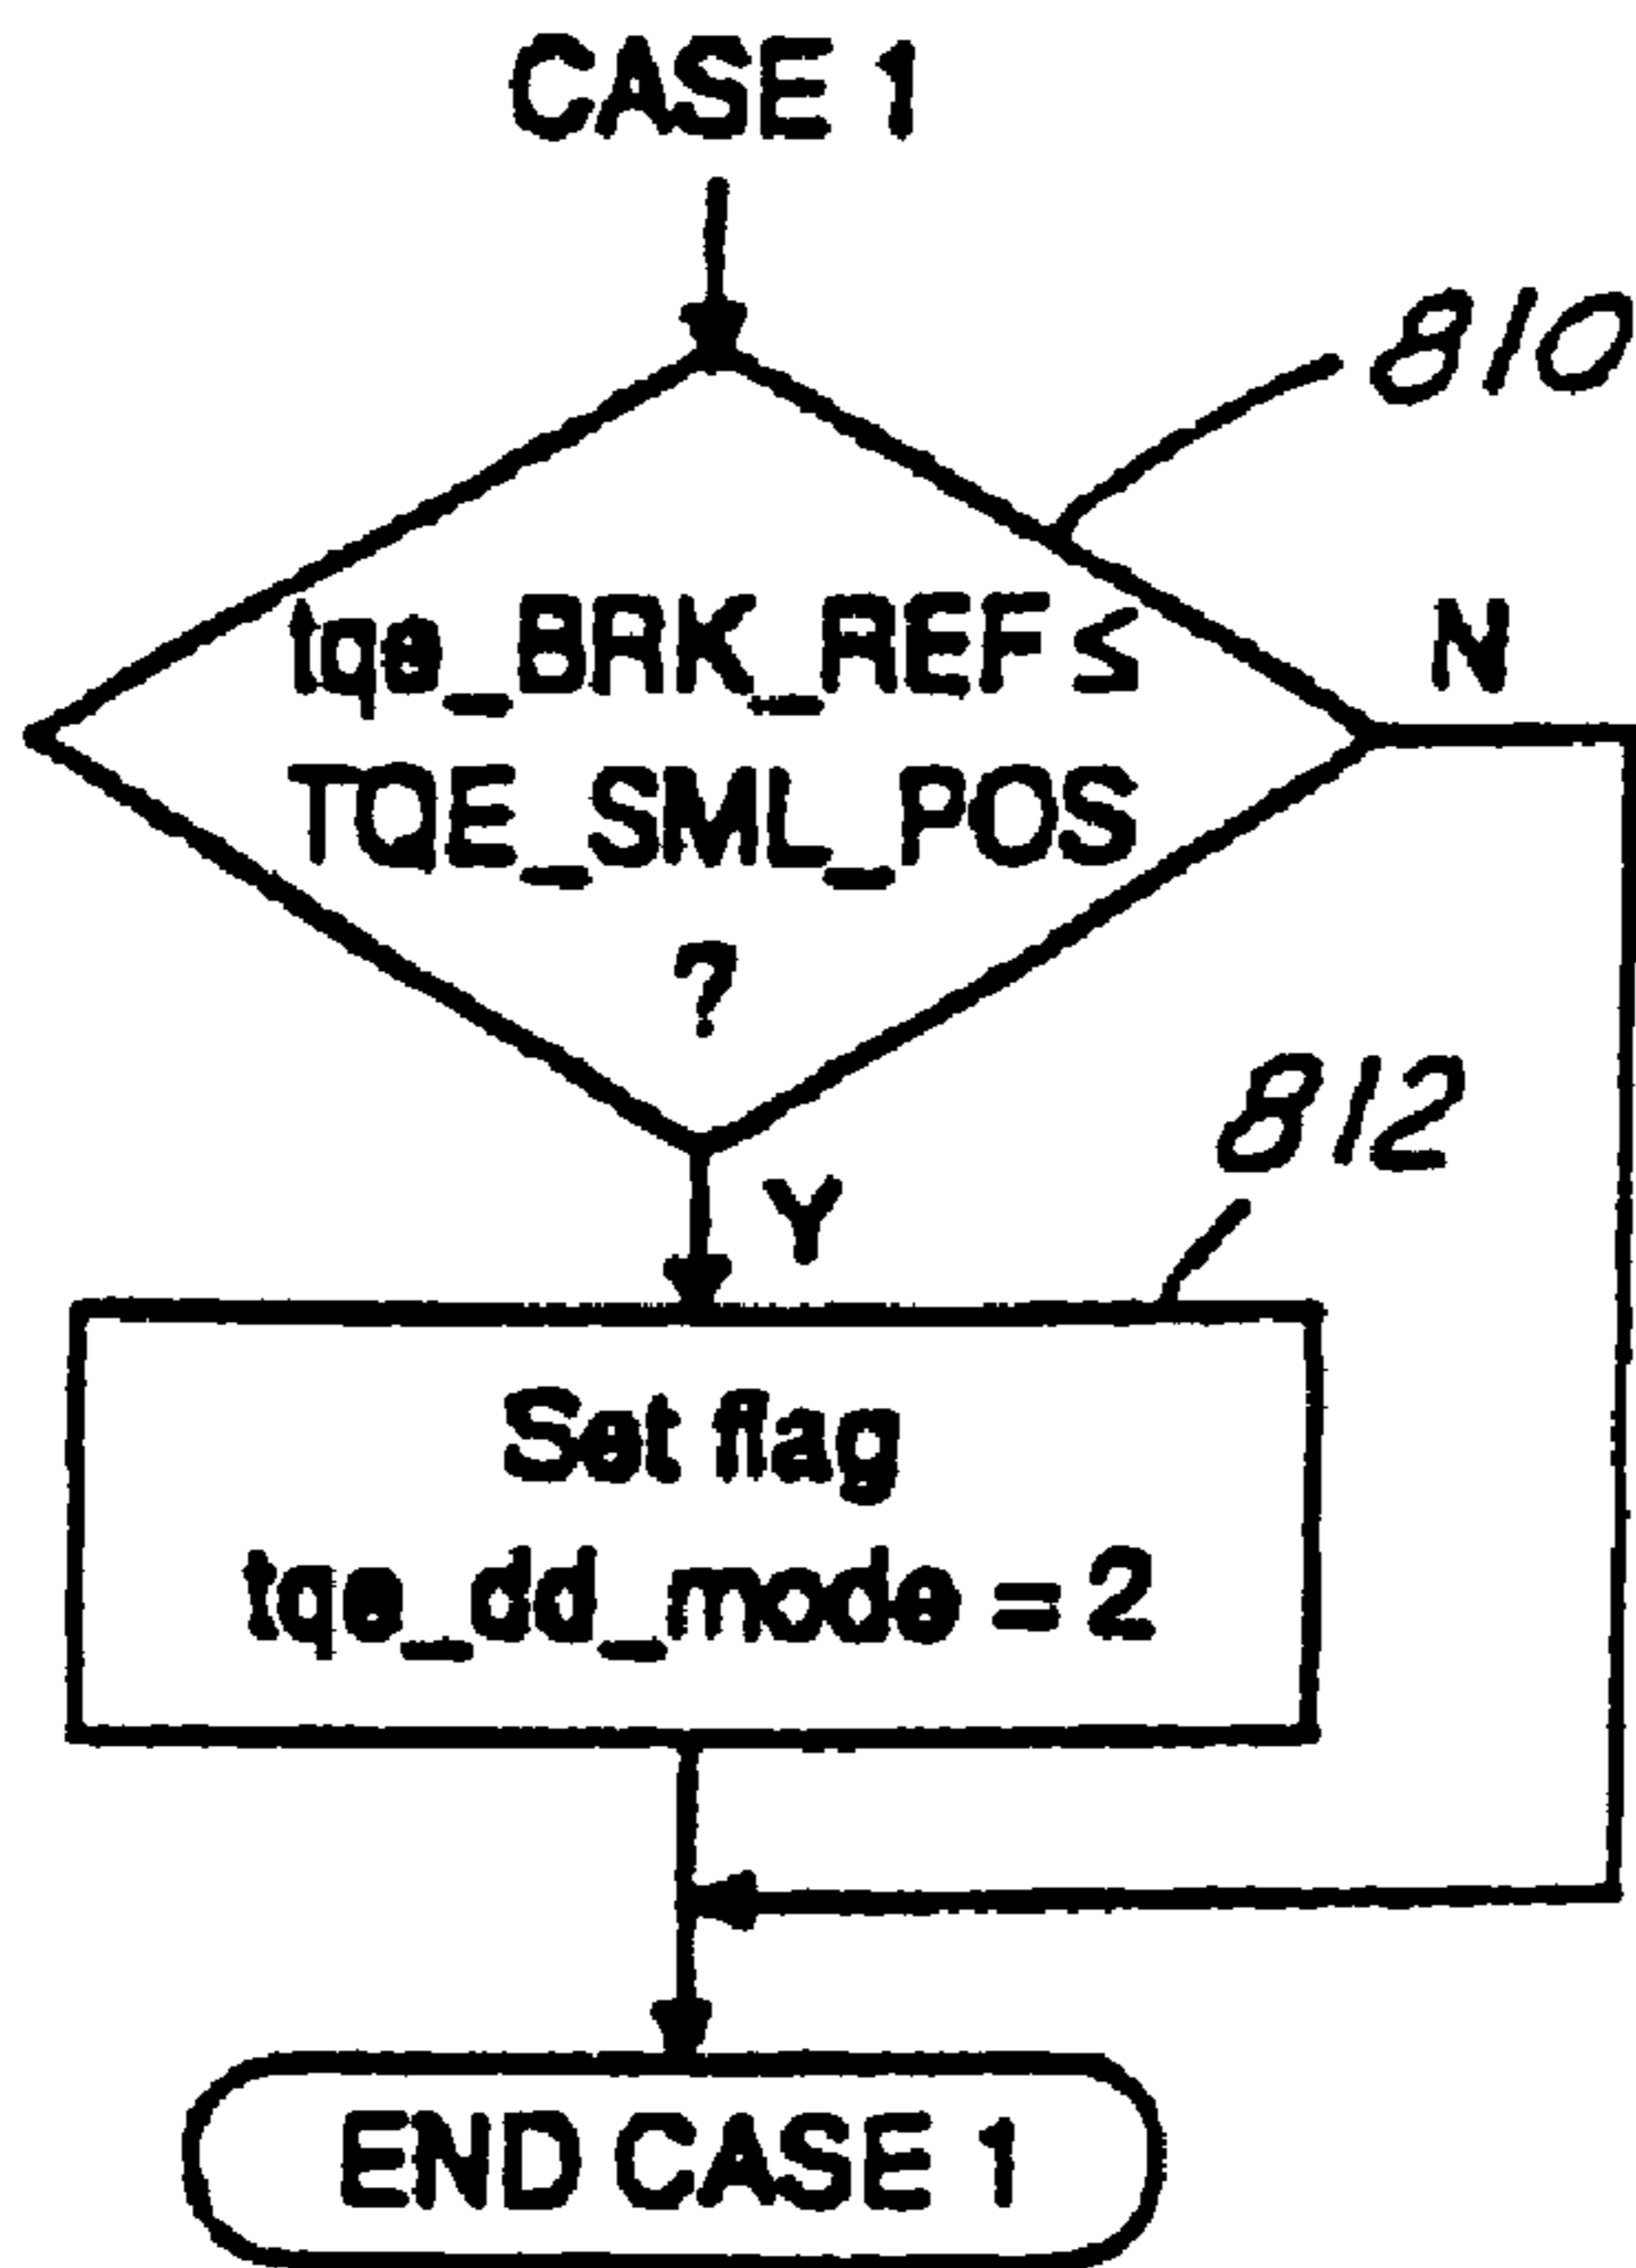 CASE 1
810
tqe_BRK_REF ≤
TQE_SML_POS
?
N
812
Y
Set flag
tqe_dd_mode = 2
END CASE 1